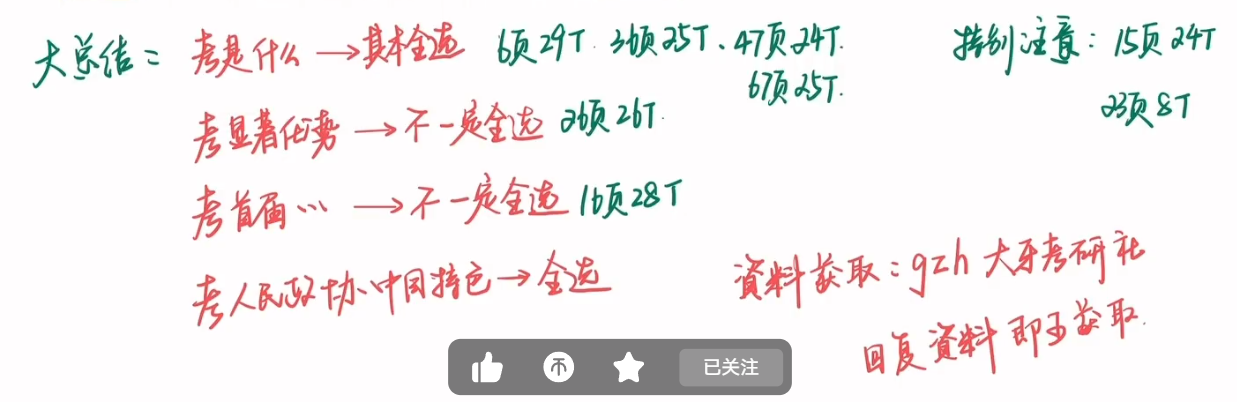 大总结：考是什么→基本全选 6页29T. 36页25T、47页24T. 特别注意：15页24T
67页25T.
考显著优势→不一定全选 26页26T. 23页8T
考首届…→不一定全选 16页28T
考人民政协、中国特色→全选
資料获取：gzh 大牙考研社
回复資料 即可获取.
已关注